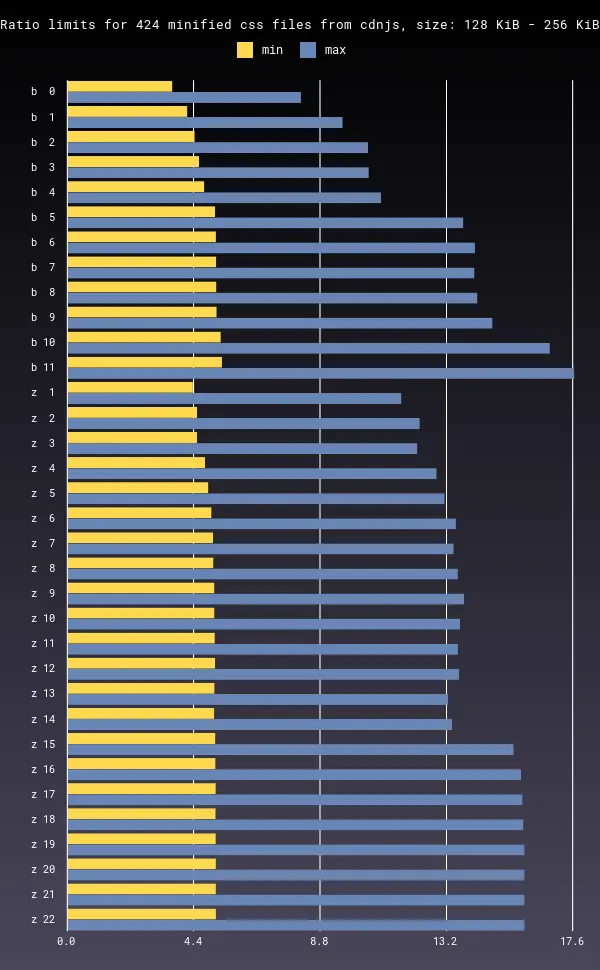 Ratio limits for 424 minified css files from cdnjs, size: 128 KiB - 256 KiB
min max
b 0
b 1
b 2
b 3
b 4
b 5
b 6
b 7
b 8
b 9
b 10
b 11
z 1
z 2
z 3
z 4
z 5
z 6
z 7
z 8
z 9
z 10
z 11
z 12
z 13
z 14
z 15
z 16
z 17
z 18
z 19
z 20
z 21
z 22
0.0 4.4 8.8 13.2 17.6